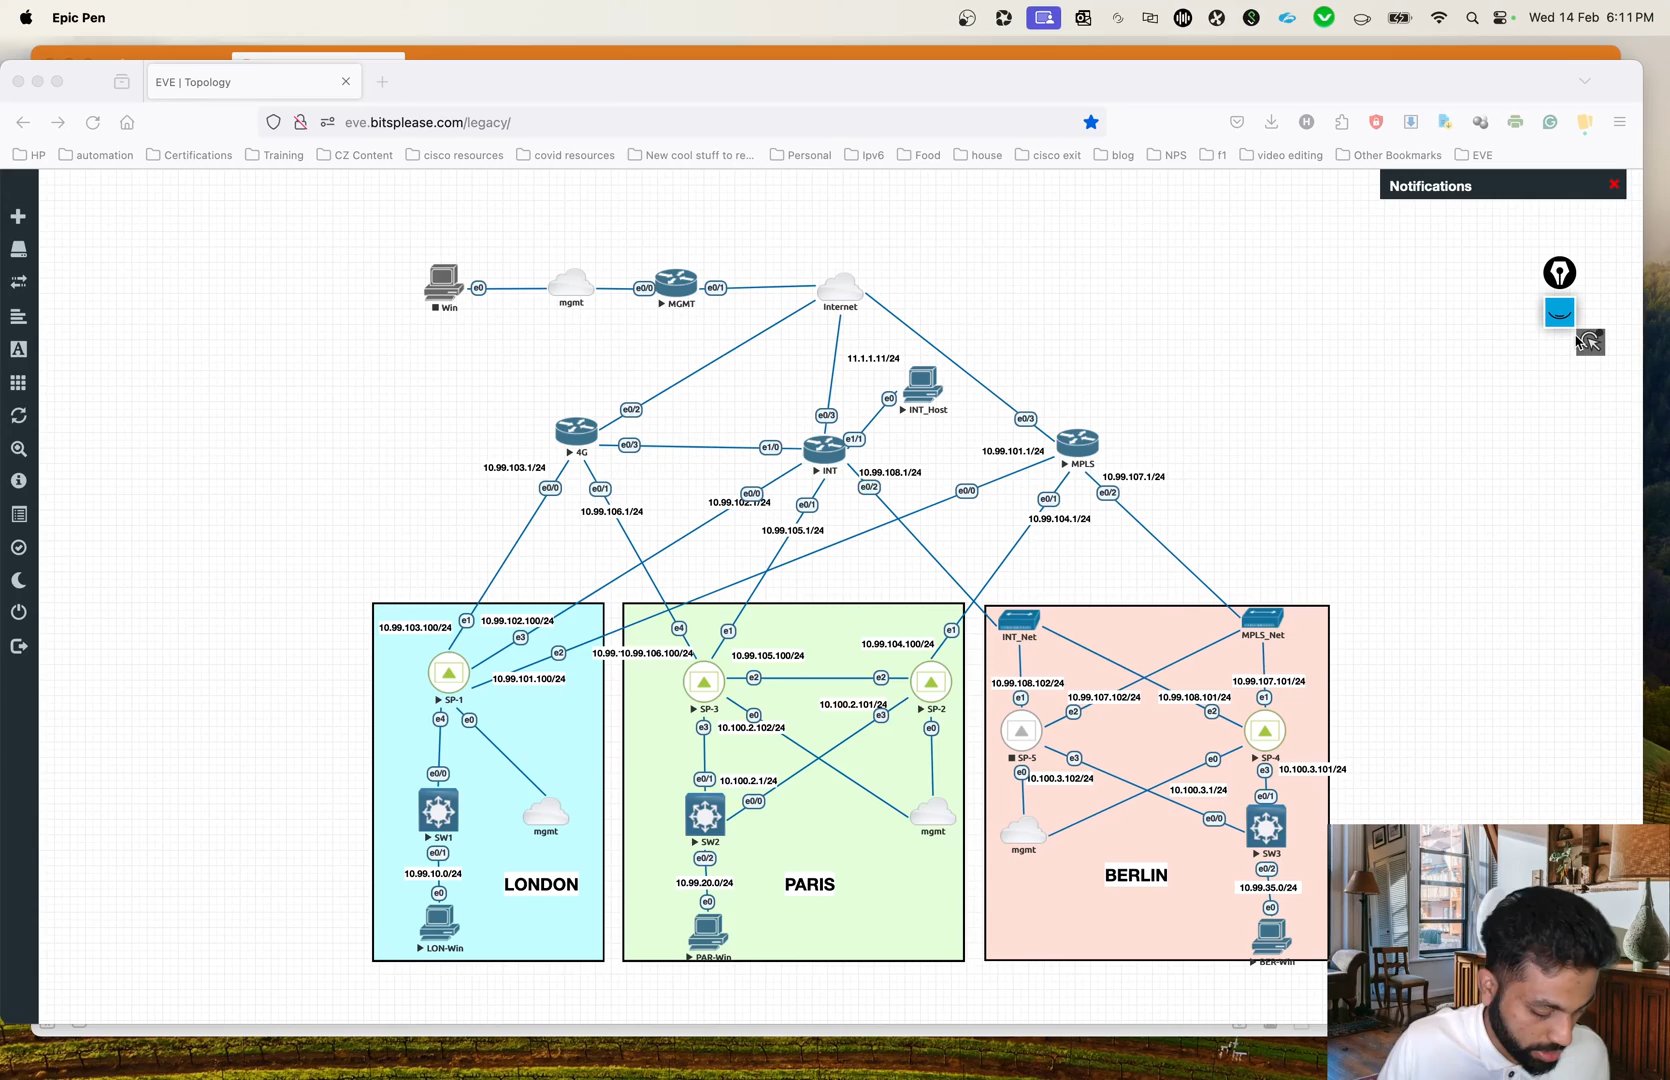 Epic Pen
Wed 14 Feb 6:11 PM
EVE | Topology
eve.bitsplease.com/legacy/
HP
automation
Certifications
Training
CZ Content
cisco resources
covid resources
New cool stuff to re...
Personal
Ipv6
Food
house
cisco exit
blog
NPS
f1
video editing
Other Bookmarks
EVE
Notifications
Win
e0
mgmt
e0/0
MGMT
e0/1
Internet
11.1.1.11/24
e0
INT_Host
e0/2
e0/3
e0/3
4G
e0/3
e1/0
e1/1
INT
10.99.101.1/24
MPLS
10.99.103.1/24
10.99.108.1/24
10.99.107.1/24
e0/0
e0/1
e0/0
10.99.102.1/24
e0/2
e0/0
e0/1
e0/2
10.99.106.1/24
e0/1
10.99.104.1/24
10.99.105.1/24
10.99.103.100/24
e1
10.99.102.100/24
e3
e2
10.99.101.100/24
SP-1
e4
e0
e0/0
SW1
mgmt
e0/1
10.99.10.0/24
e0
LON-Win
LONDON
e4
e1
10.99.106.100/24
10.99.105.100/24
10.99.104.100/24
e1
e2
e2
SP-3
SP-2
10.100.2.101/24
e0
e3
e3
10.100.2.102/24
e0
e0/1
10.100.2.1/24
e0/0
SW2
mgmt
e0/2
10.99.20.0/24
e0
PAR-Win
PARIS
INT_Net
MPLS_Net
10.99.108.102/24
10.99.107.101/24
e1
10.99.107.102/24
10.99.108.101/24
e1
e2
e2
SP-5
SP-4
e3
e0
e0
10.100.3.102/24
e3
10.100.3.101/24
10.100.3.1/24
e0/1
e0/0
mgmt
SW3
e0/2
10.99.35.0/24
e0
BER-Win
BERLIN